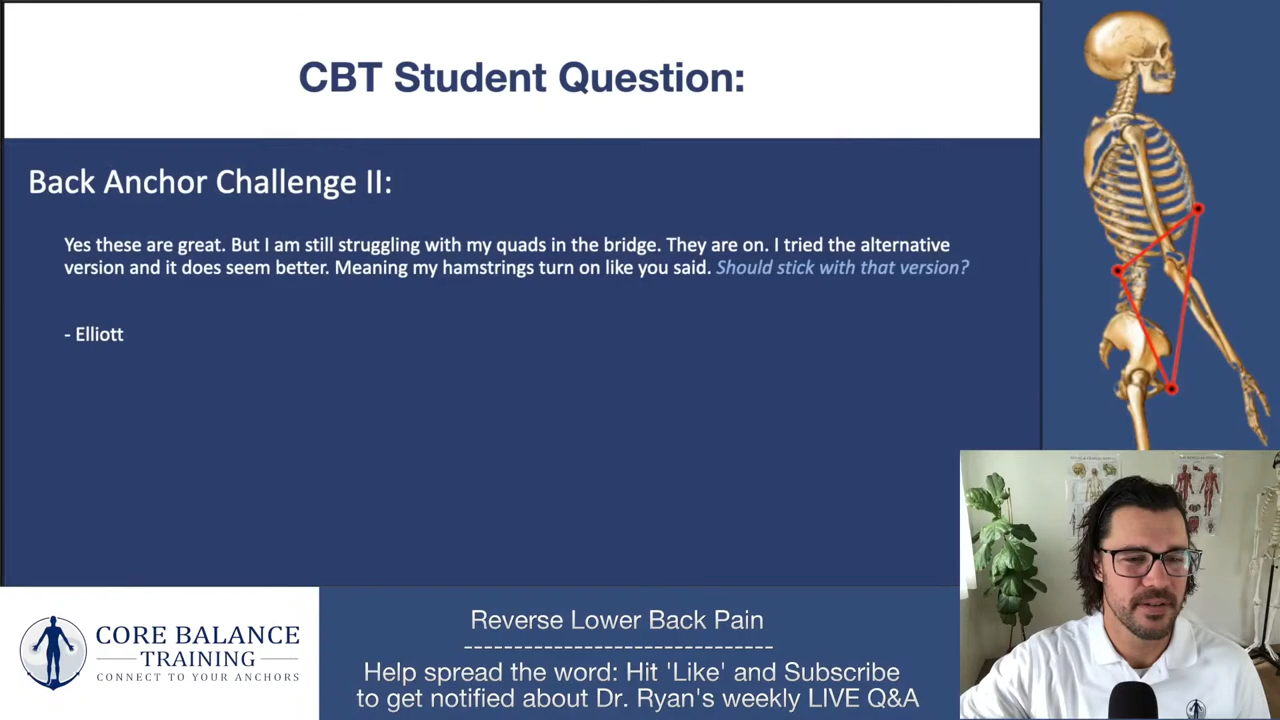 CBT Student Question:
Back Anchor Challenge II:
Yes these are great. But I am still struggling with my quads in the bridge. They are on. I tried the alternative
version and it does seem better. Meaning my hamstrings turn on like you said. Should stick with that version?
- Elliott
CORE BALANCE
TRAINING
CONNECT TO YOUR ANCHORS
Reverse Lower Back Pain
------------------------------
Help spread the word: Hit 'Like' and Subscribe
to get notified about Dr. Ryan's weekly LIVE Q&A